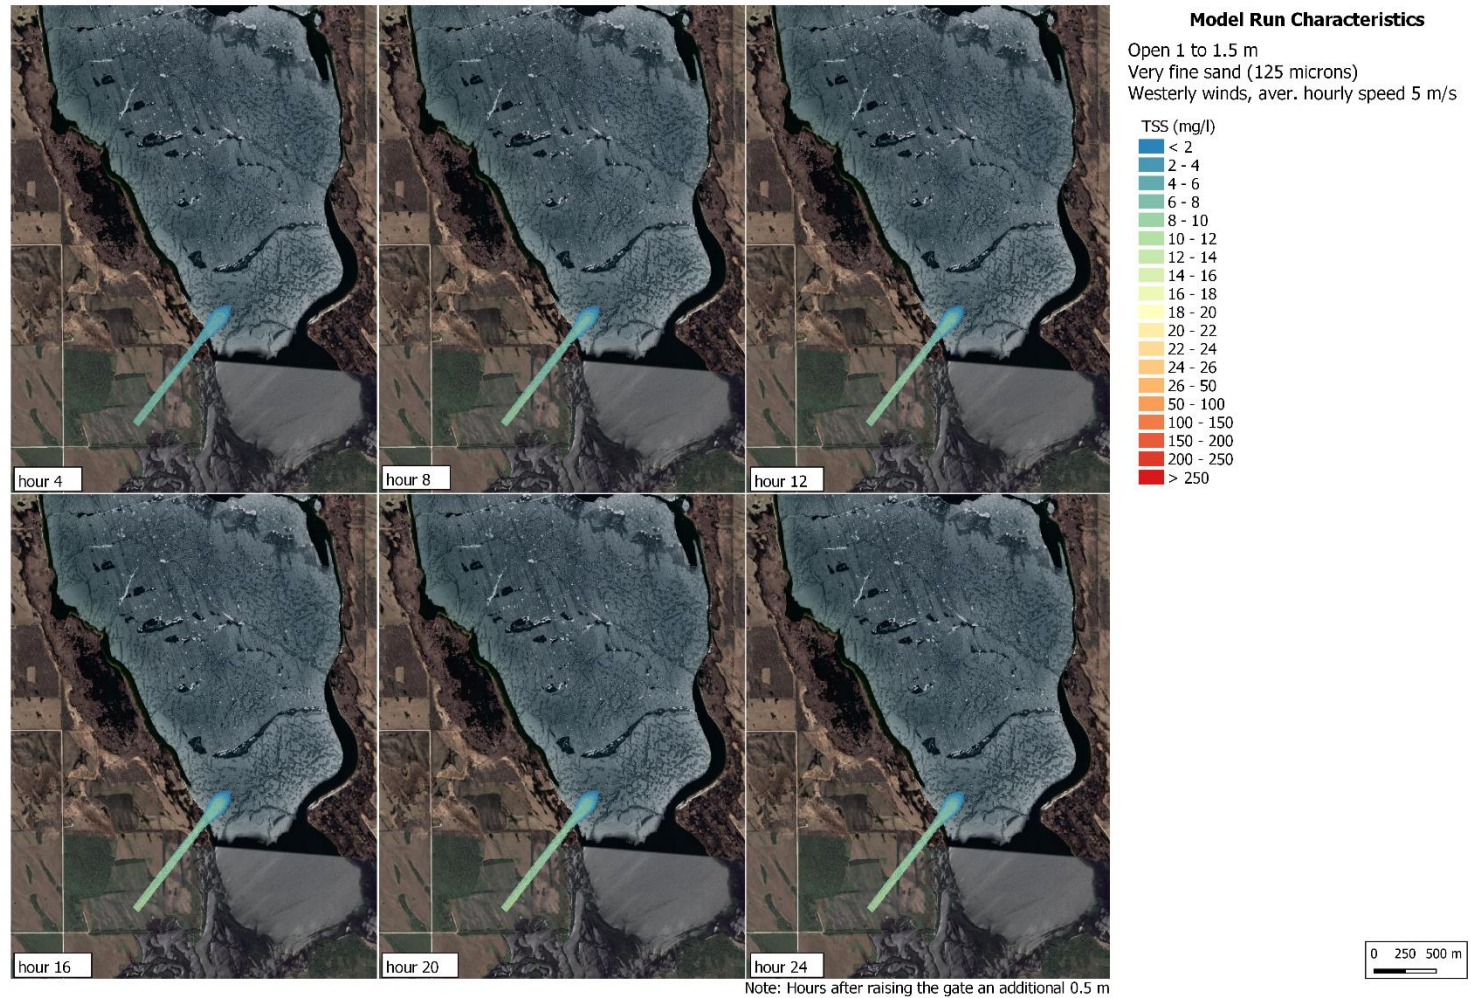 Model Run Characteristics
Open 1 to 1.5 m
Very fine sand (125 microns)
Westerly winds, aver. hourly speed 5 m/s
TSS (mg/l)
< 2
2 - 4
4 - 6
6 - 8
8 - 10
10 - 12
12 - 14
14 - 16
16 - 18
18 - 20
20 - 22
22 - 24
24 - 26
26 - 50
50 - 100
100 - 150
150 - 200
200 - 250
> 250
hour 4
hour 8
hour 12
hour 16
hour 20
hour 24
0 250 500 m
Note: Hours after raising the gate an additional 0.5 m